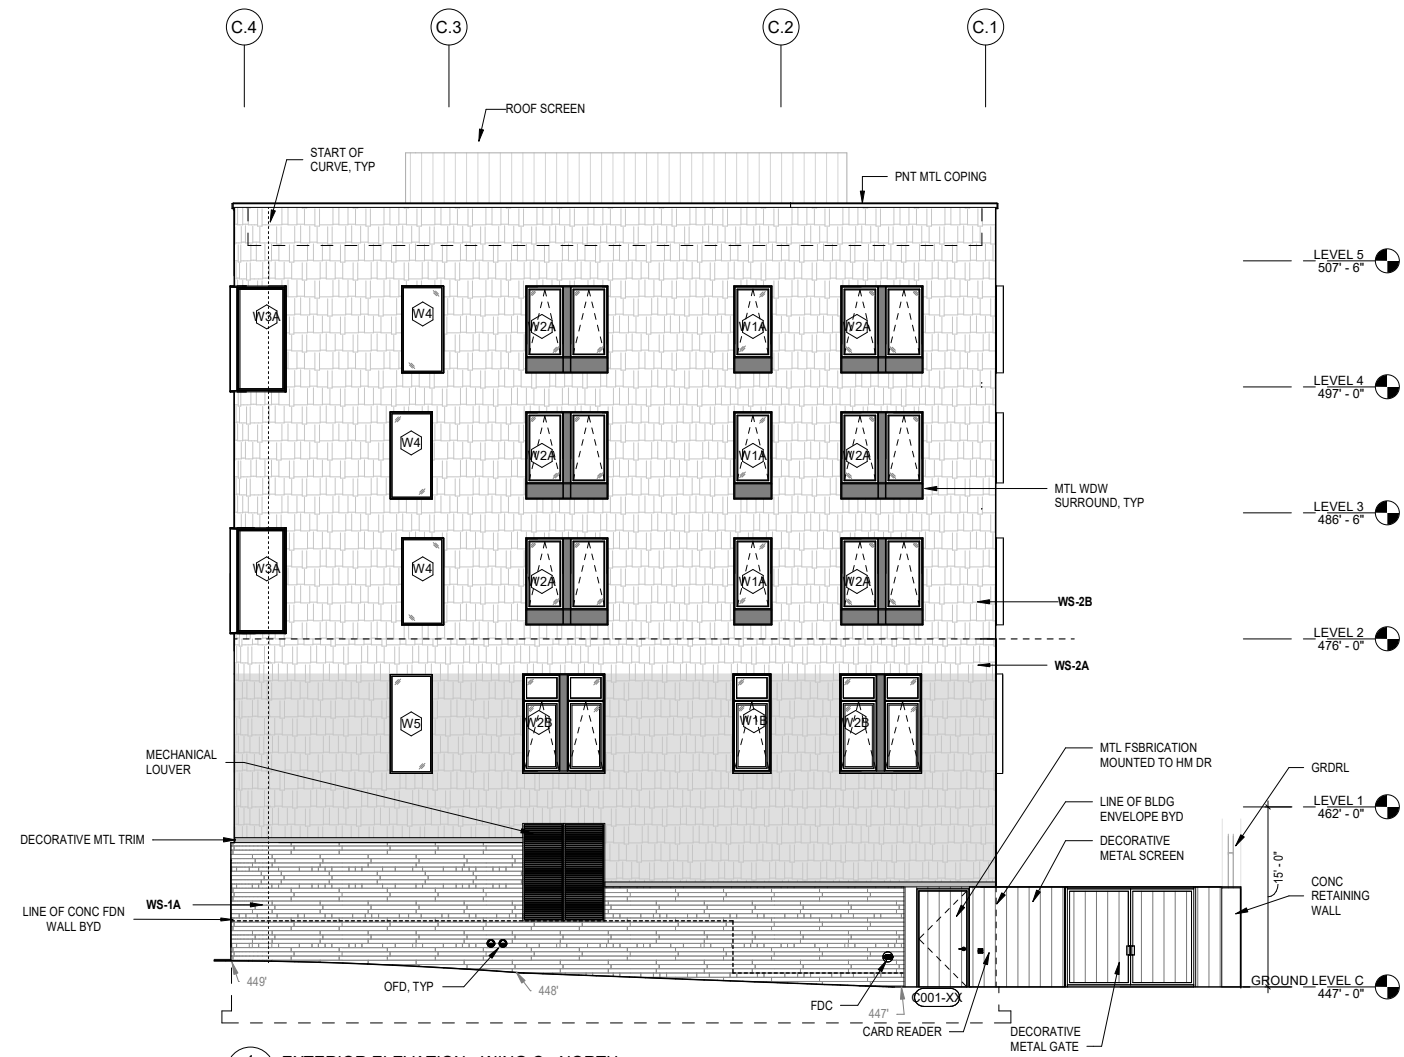 C.4
C.3
C.2
C.1
ROOF SCREEN
START OF
CURVE, TYP
PNT MTL COPING
LEVEL 5
507' - 6"
W3A
W4
W2A
W1A
W2A
LEVEL 4
497' - 0"
W4
W2A
W1A
W2A
MTL WDW
SURROUND, TYP
LEVEL 3
486' - 6"
W3A
W4
W2A
W1A
W2A
WS-2B
LEVEL 2
476' - 0"
WS-2A
W5
W2B
W1B
W2B
MECHANICAL
LOUVER
MTL FSBRICATION
MOUNTED TO HM DR
GRDRL
LINE OF BLDG
ENVELOPE BYD
LEVEL 1
462' - 0"
DECORATIVE MTL TRIM
DECORATIVE
METAL SCREEN
15' - 0"
CONC
RETAINING
WALL
WS-1A
LINE OF CONC FDN
WALL BYD
449'
OFD, TYP
448'
FDC
447'
C001-XX
CARD READER
DECORATIVE
METAL GATE
GROUND LEVEL C
447' - 0"